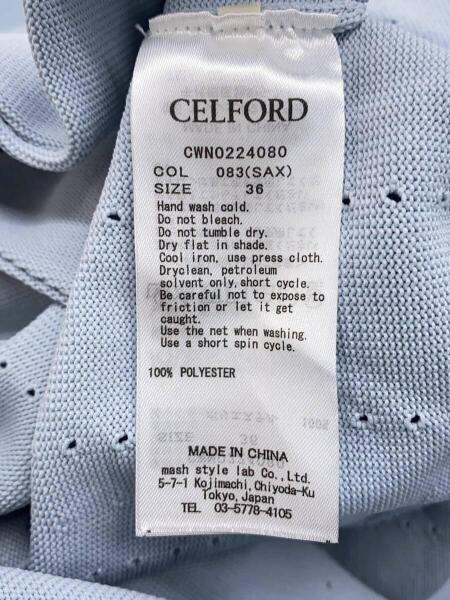 CELFORD
CWNO224080
COL 083(SAX)
SIZE 36
Hand wash cold.
Do not bleach.
Do not tumble dry.
Dry flat in shade.
Cool iron, use press cloth.
Dryclean, petroleum
solvent only, short cycle.
Be careful not to expose to
friction or let it get
caught.
Use the net when washing.
Use a short spin cycle.
100% POLYESTER
MADE IN CHINA
mash style lab Co., Ltd.
5-7-1 Kojimachi, Chiyoda-Ku
Tokyo, Japan
TEL 03-5778-4105